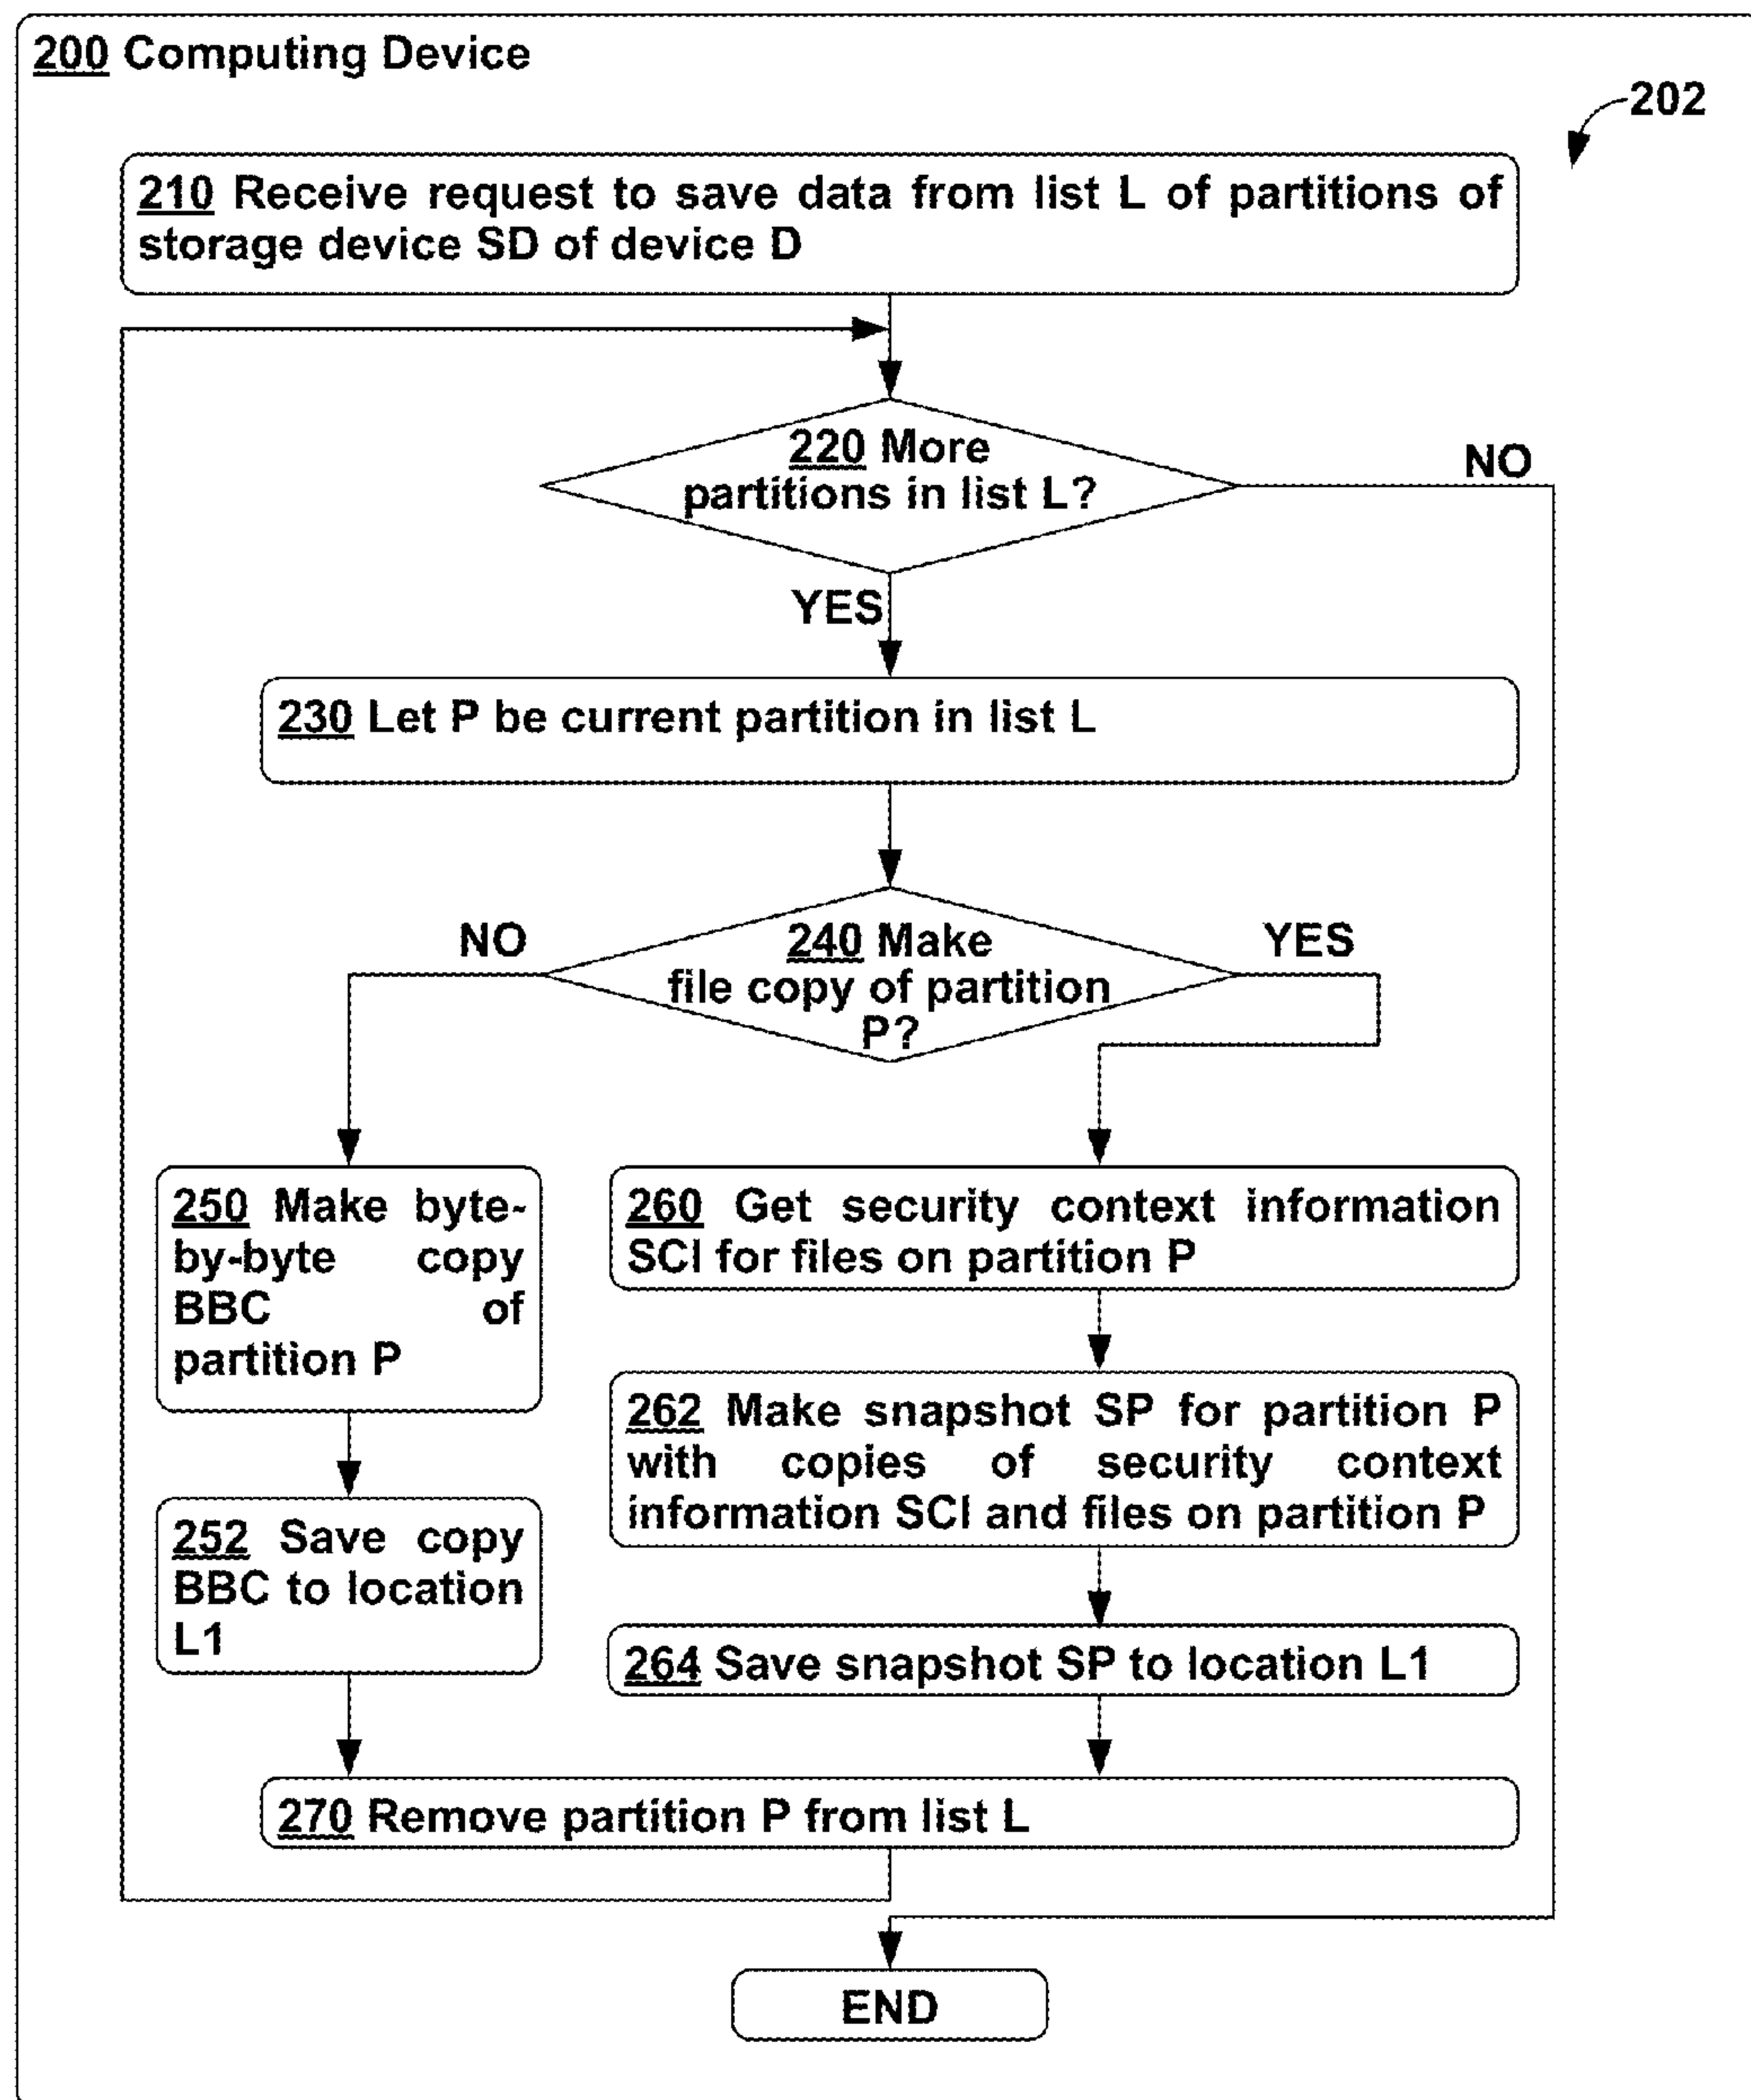 200 Computing Device
202
210 Receive request to save data from list L of partitions of
storage device SD of device D
220 More
partitions in list L?
NO
YES
230 Let P be current partition in list L
NO
240 Make
file copy of partition
P?
YES
250 Make byte-
by-byte copy
BBC of
partition P
260 Get security context information
SCI for files on partition P
262 Make snapshot SP for partition P
with copies of security context
information SCI and files on partition P
252 Save copy
BBC to location
L1
264 Save snapshot SP to location L1
270 Remove partition P from list L
END